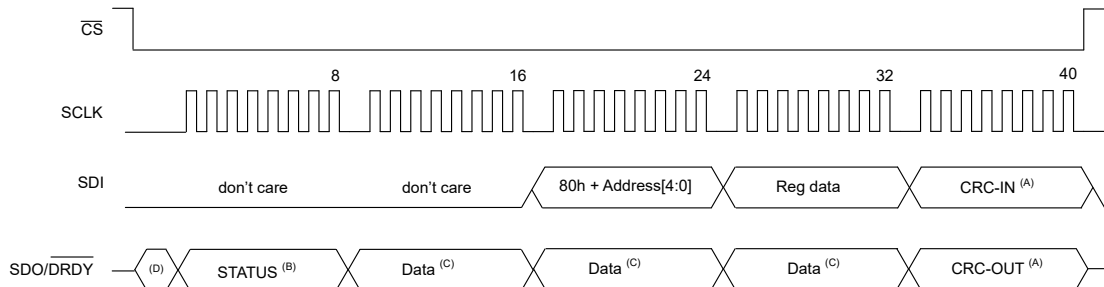 CS
8 16 24 32 40
SCLK
SDI don't care don't care 80h + Address[4:0] Reg data CRC-IN (A)
SDO/DRDY (D) STATUS (B) Data (C) Data (C) Data (C) CRC-OUT (A)